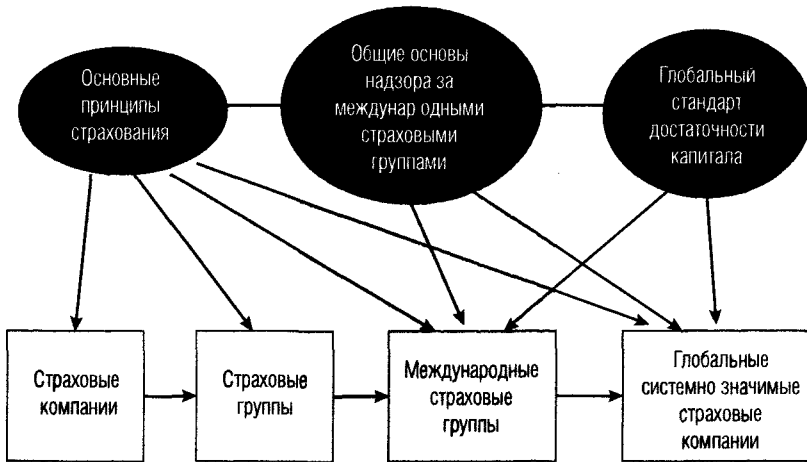 Основные
принципы
страхования
Общие основы
надзора за
междунар одными
страховыми
группами
Глобальный
стандарт
достаточности
капитала
Страховые
компании
Страховые
группы
Международные
страховые
группы
Глобальные
системно значимые
страховые
компании